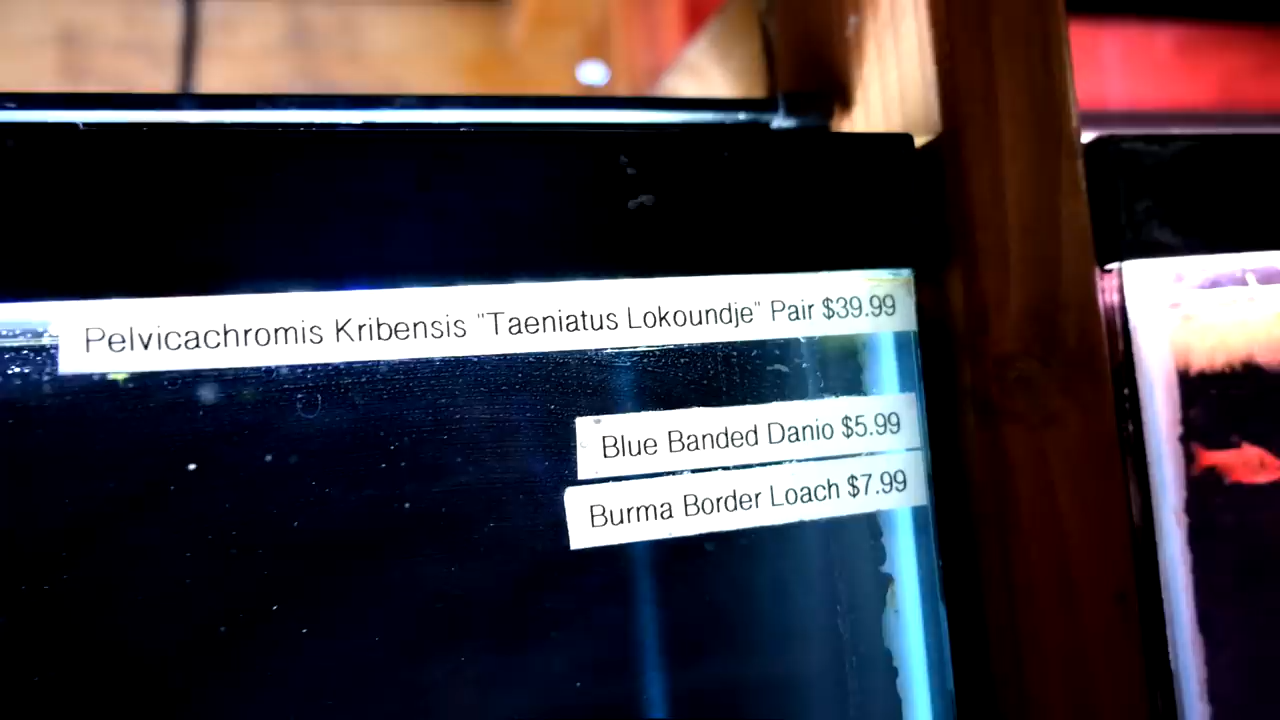 Pelvicachromis Kribensis "Taeniatus Lokoundje" Pair $39.99
Blue Banded Danio $5.99
Burma Border Loach $7.99